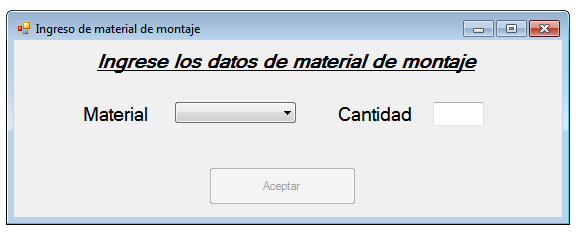 Ingreso de material de montaje
Ingrese los datos de material de montaje
Material Cantidad
Aceptar